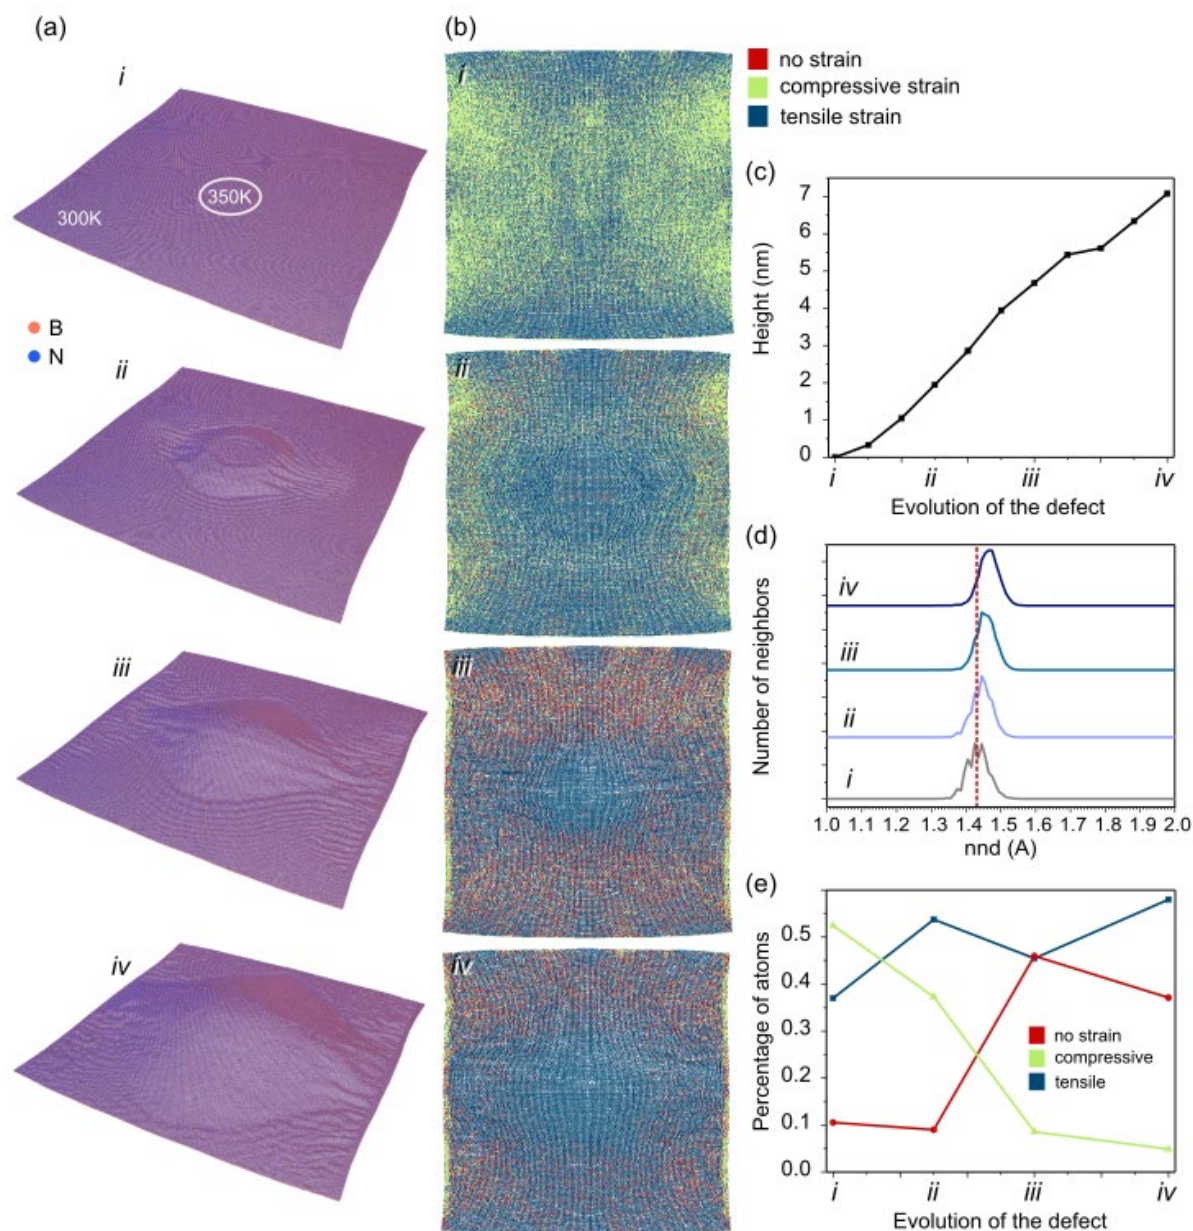 (a)
i
350K
300K
B
N
ii
iii
iv
(b)
i
ii
iii
iv
no strain
compressive strain
tensile strain
(c)
Height (nm)
7
6
5
4
3
2
1
0
i ii iii iv
Evolution of the defect
(d)
Number of neighbors
iv
iii
ii
i
1.0 1.1 1.2 1.3 1.4 1.5 1.6 1.7 1.8 1.9 2.0
nnd (A)
(e)
Percentage of atoms
0.5
0.4
0.3
0.2
0.1
0.0
no strain
compressive
tensile
i ii iii iv
Evolution of the defect